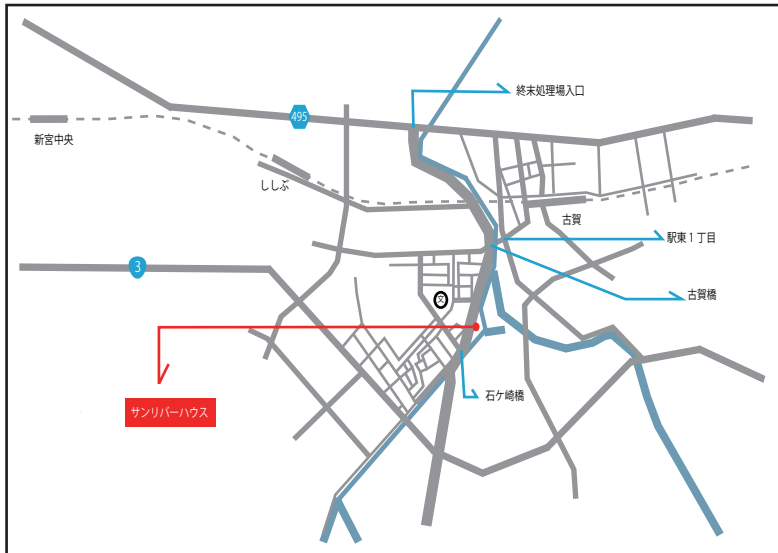 終末処理場入口
495
新宮中央
ししぶ
古賀
駅東1丁目
3
古賀橋
文
石ケ崎橋
サンリバーハウス